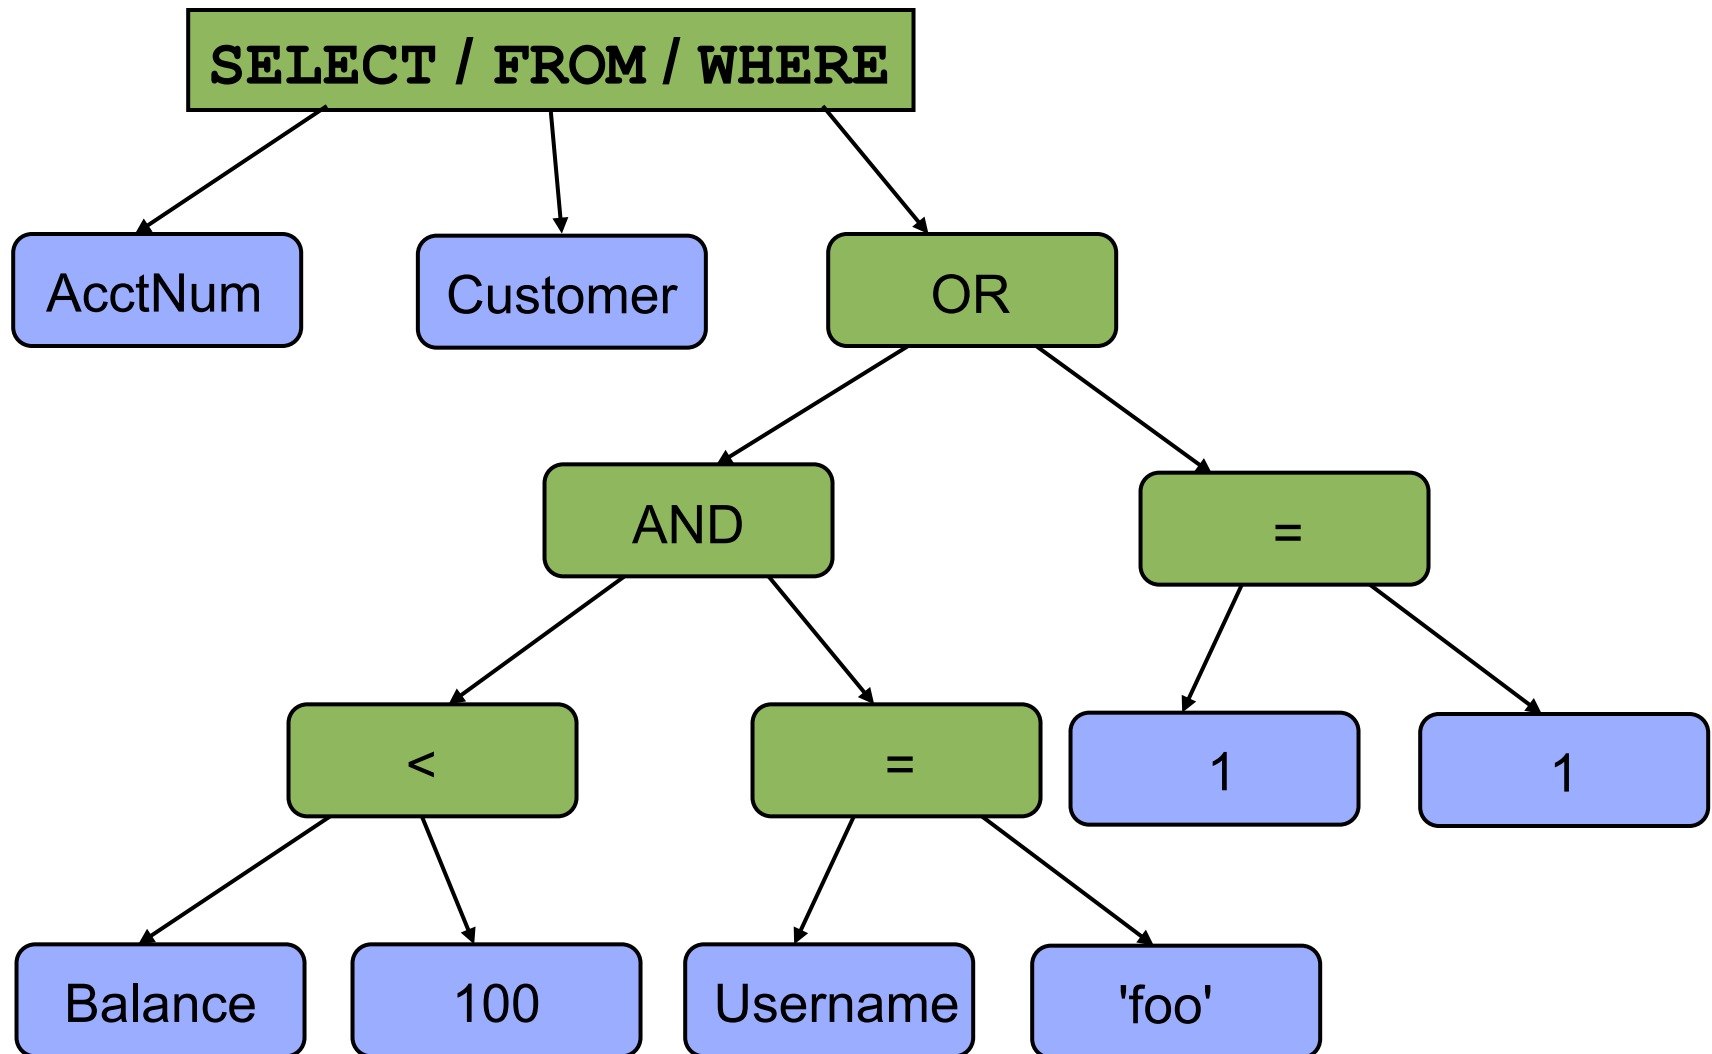 SELECT / FROM / WHERE
AcctNum
Customer
OR
AND
=
<
=
1
1
Balance
100
Username
'foo'